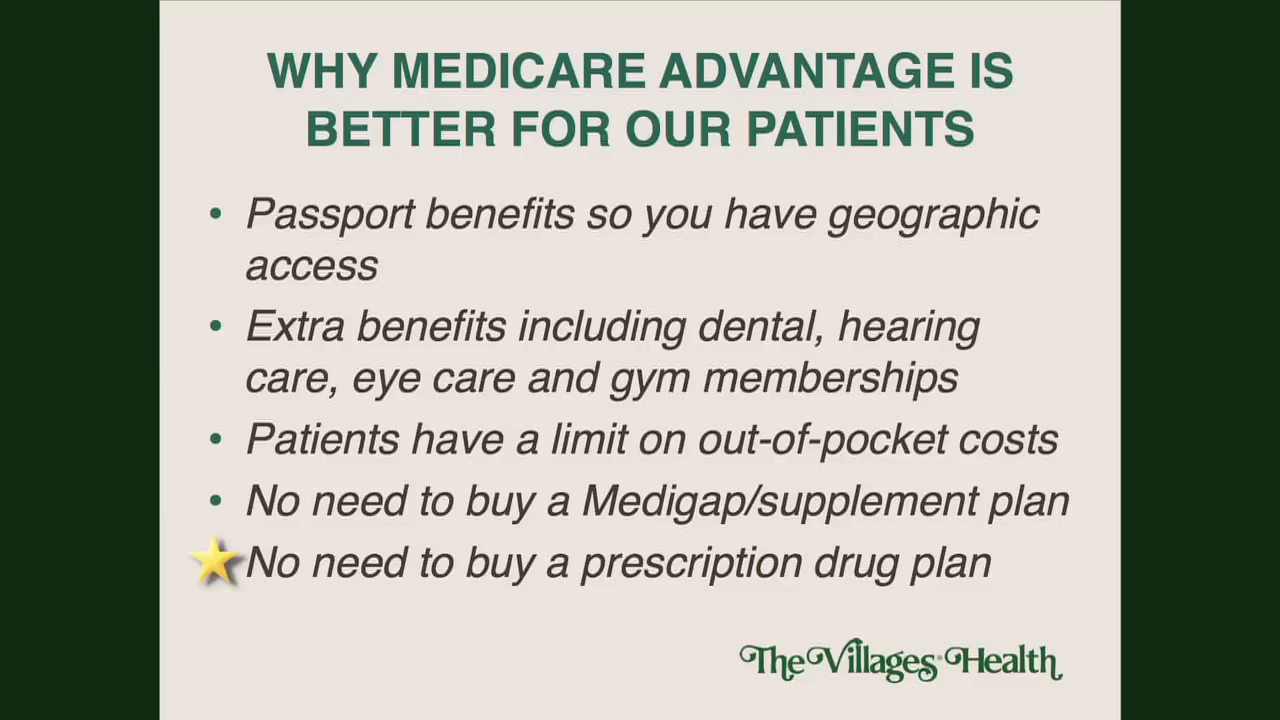 WHY MEDICARE ADVANTAGE IS
BETTER FOR OUR PATIENTS
• Passport benefits so you have geographic
access
• Extra benefits including dental, hearing
care, eye care and gym memberships
• Patients have a limit on out-of-pocket costs
• No need to buy a Medigap/supplement plan
No need to buy a prescription drug plan
The Villages® Health